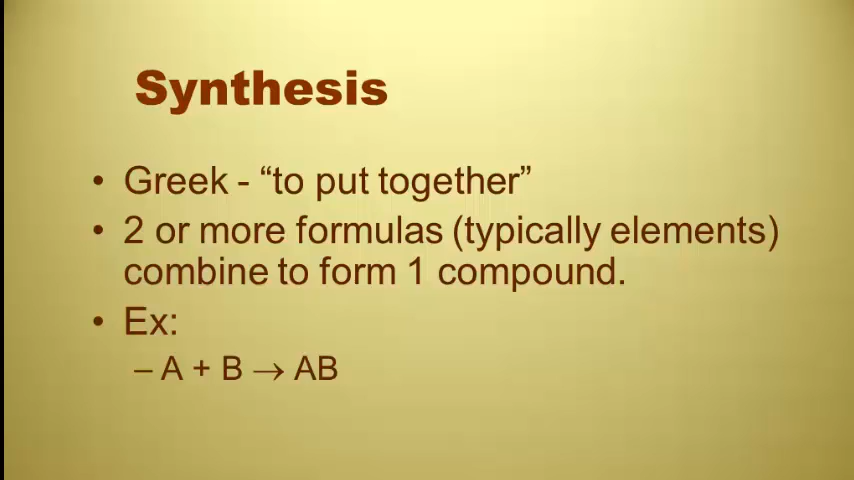 Synthesis
• Greek - “to put together”
• 2 or more formulas (typically elements)
combine to form 1 compound.
• Ex:
– A + B → AB